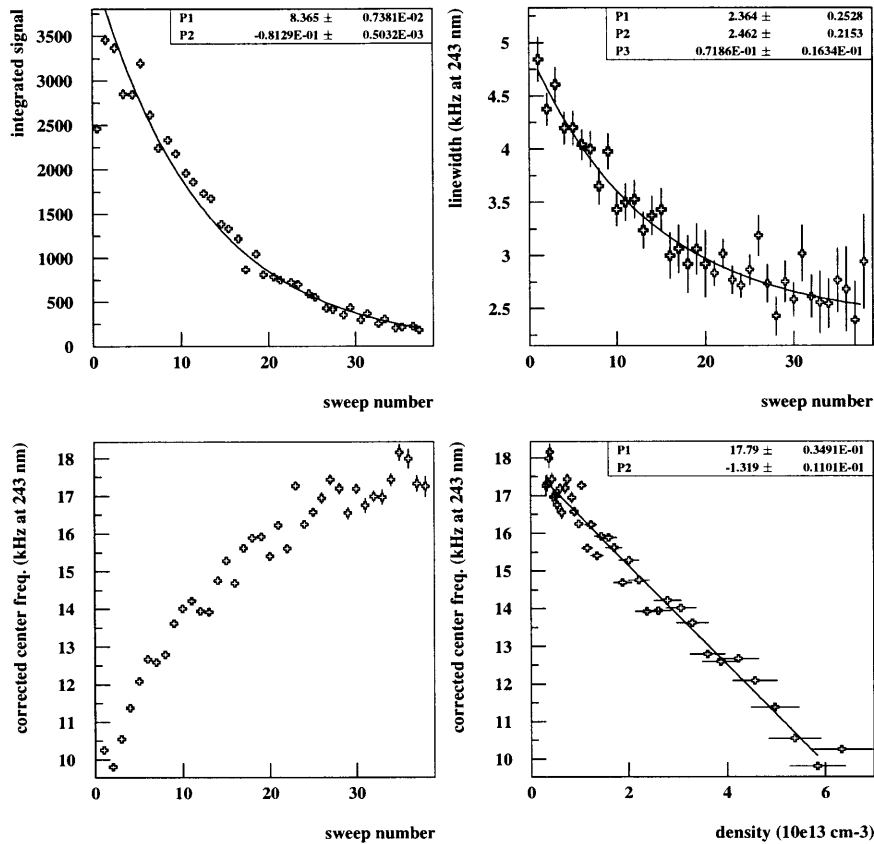 P1 8.365 ± 0.7381E-02
P2 -0.8129E-01 ± 0.5032E-03
integrated signal
3500
3000
2500
2000
1500
1000
500
0
0 10 20 30
sweep number
P1 2.364 ± 0.2528
P2 2.462 ± 0.2153
P3 0.7186E-01 ± 0.1634E-01
linewidth (kHz at 243 nm)
5
4.5
4
3.5
3
2.5
0 10 20 30
sweep number
corrected center freq. (kHz at 243 nm)
18
17
16
15
14
13
12
11
10
0 10 20 30
sweep number
P1 17.79 ± 0.3491E-01
P2 -1.319 ± 0.1101E-01
corrected center freq. (kHz at 243 nm)
18
17
16
15
14
13
12
11
10
0 2 4 6
density (10e13 cm-3)